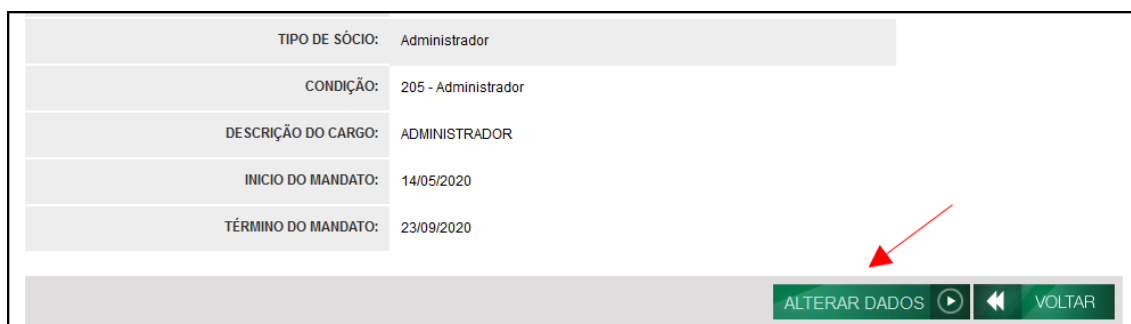 TIPO DE SÓCIO: Administrador
CONDIÇÃO: 205 - Administrador
DESCRIÇÃO DO CARGO: ADMINISTRADOR
INICIO DO MANDATO: 14/05/2020
TÉRMINO DO MANDATO: 23/09/2020
ALTERAR DADOS VOLTAR